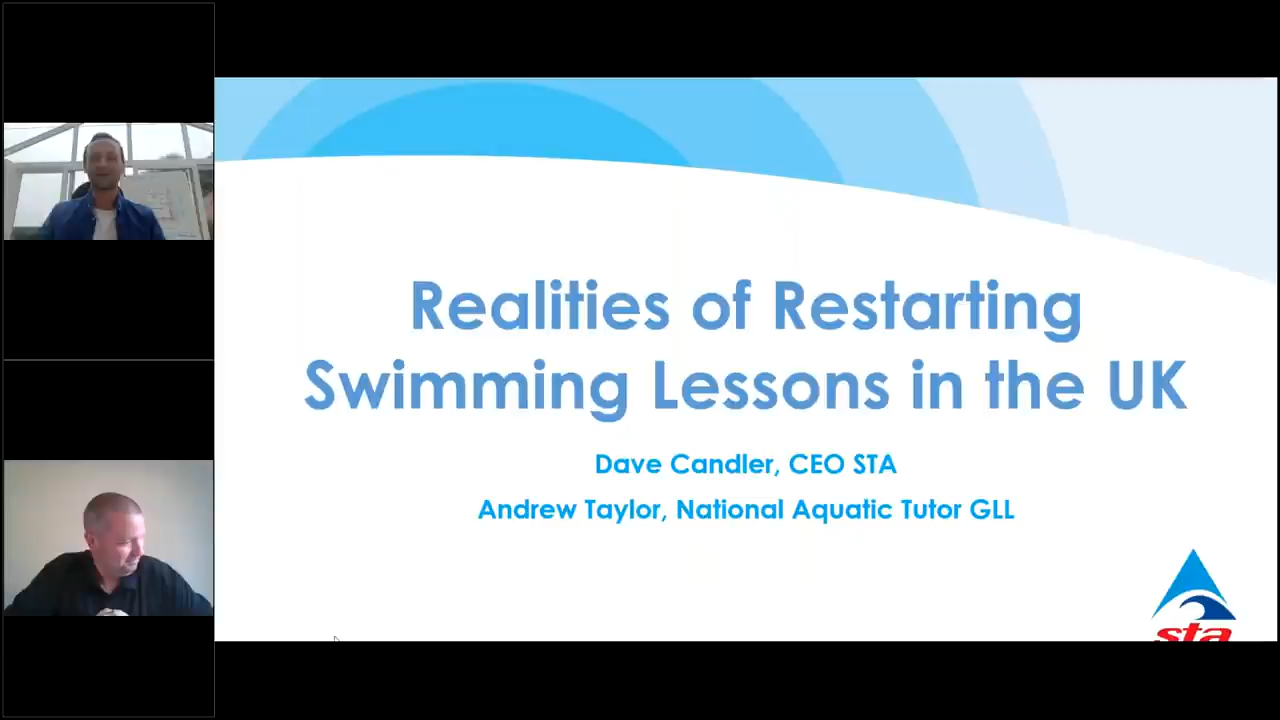 Realities of Restarting
Swimming Lessons in the UK
Dave Candler, CEO STA
Andrew Taylor, National Aquatic Tutor GLL
sta